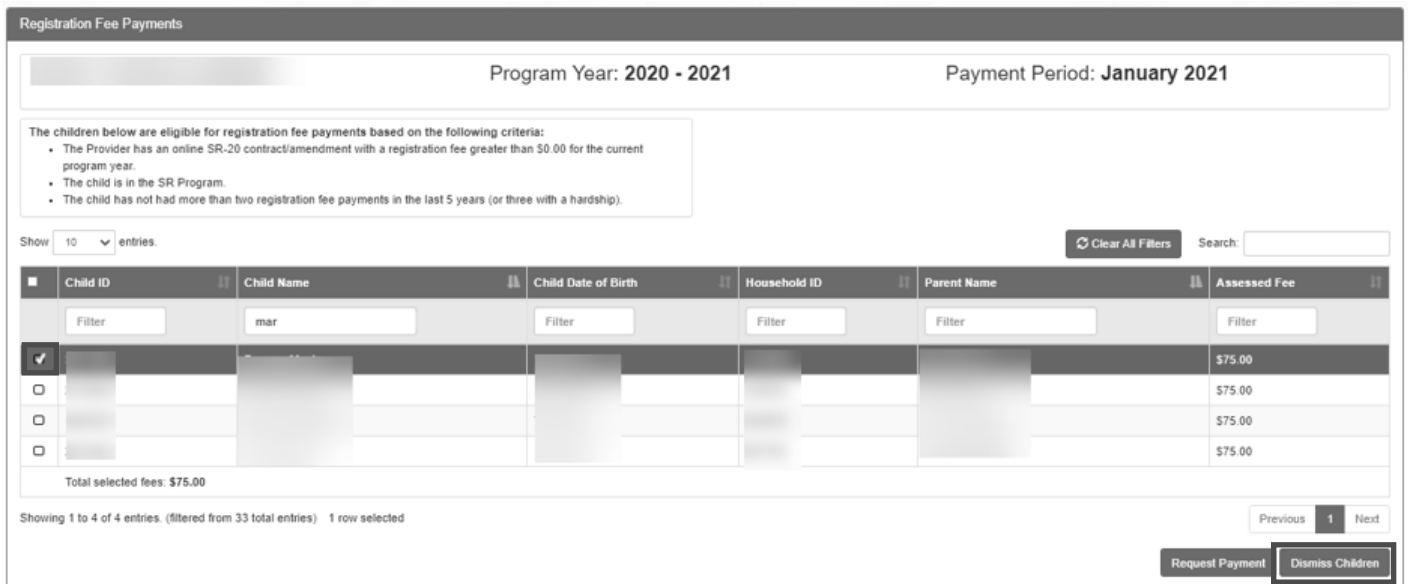 Registration Fee Payments
Program Year: 2020 - 2021 Payment Period: January 2021
The children below are eligible for registration fee payments based on the following criteria:
• The Provider has an online SR-20 contract/amendment with a registration fee greater than $0.00 for the current
program year.
• The child is in the SR Program.
• The child has not had more than two registration fee payments in the last 5 years (or three with a hardship).
Show 10 entries. Clear All Filters Search:
Child ID Child Name Child Date of Birth Household ID Parent Name Assessed Fee
Filter mar Filter Filter Filter Filter
$75.00
$75.00
$75.00
$75.00
Total selected fees: $75.00
Showing 1 to 4 of 4 entries. (filtered from 33 total entries) 1 row selected Previous 1 Next
Request Payment Dismiss Children